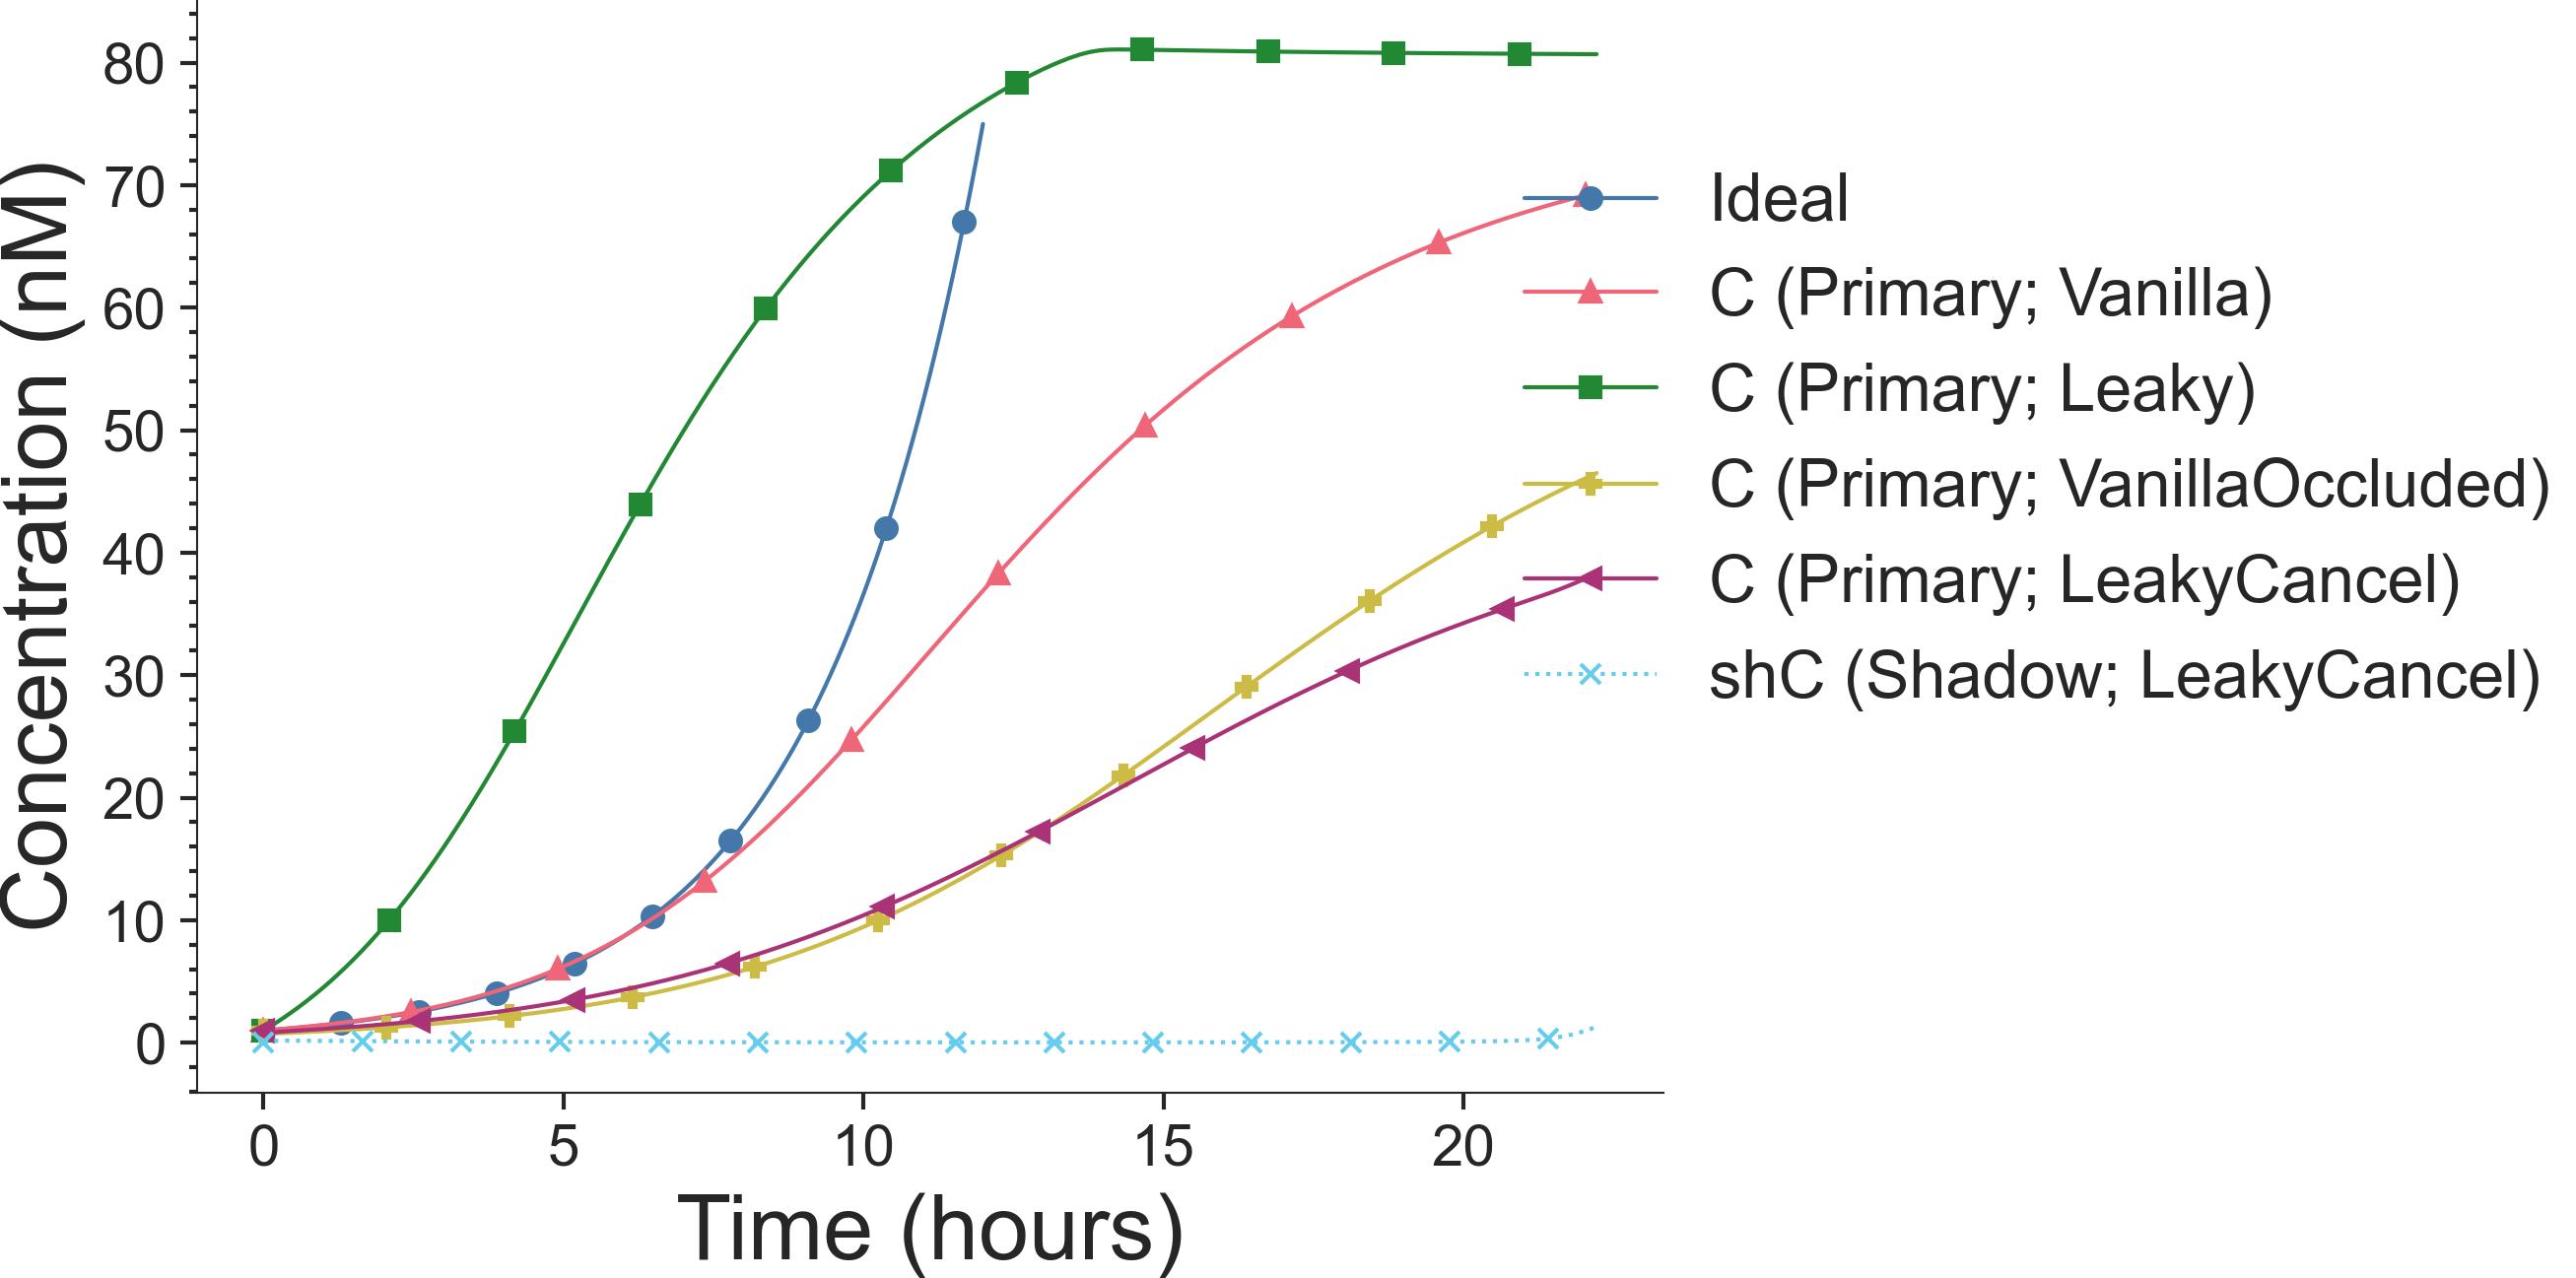 Concentration (nM)
80
70
60
50
40
30
20
10
0
0 5 10 15 20
Time (hours)
Ideal
C (Primary; Vanilla)
C (Primary; Leaky)
C (Primary; VanillaOccluded)
C (Primary; LeakyCancel)
shC (Shadow; LeakyCancel)